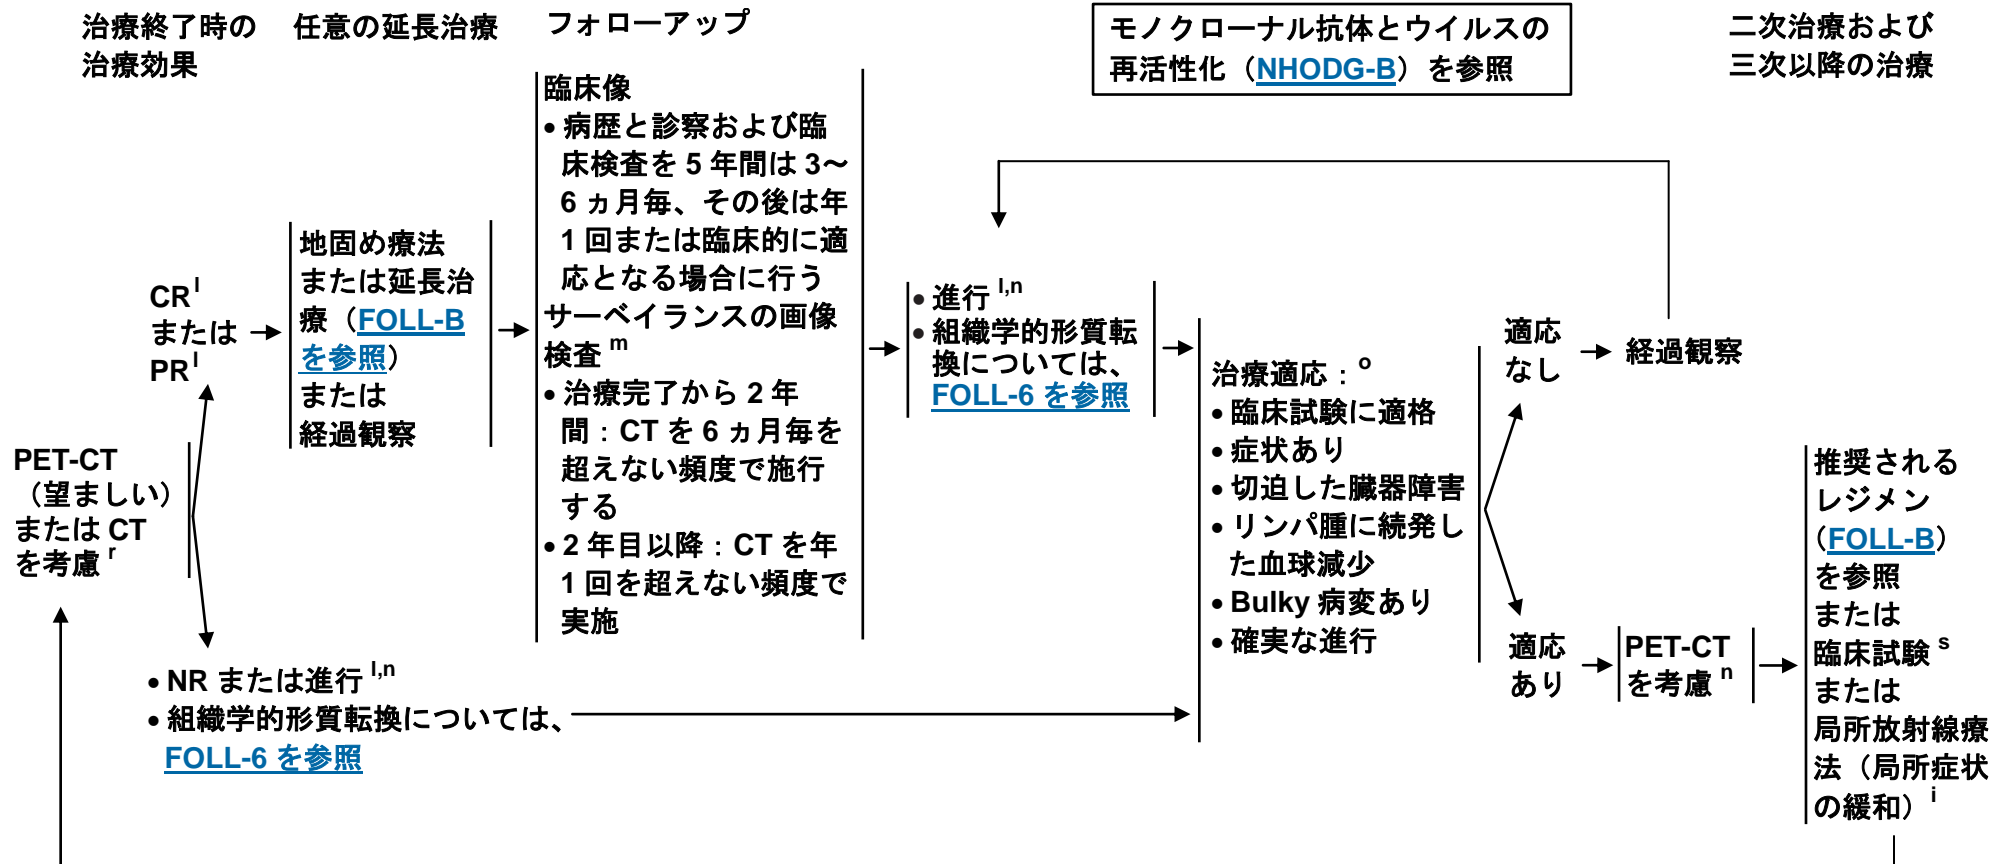 治療終了時の
治療効果
任意の延長治療
フォローアップ
モノクローナル抗体とウイルスの
再活性化（NHODG-B）を参照
二次治療および
三次以降の治療
PET-CT
（望ましい）
または CT
を考慮 r
CR l
または
PR l
• NR または進行 l,n
• 組織学的形質転換については、
FOLL-6 を参照
地固め療法
または延長治
療（FOLL-B
を参照）
または
経過観察
臨床像
• 病歴と診察および臨
床検査を 5 年間は 3～
6 ヵ月毎、その後は年
1 回または臨床的に適
応となる場合に行う
サーベイランスの画像
検査 m
• 治療完了から 2 年
間：CT を 6 ヵ月毎を
超えない頻度で施行
する
• 2 年目以降：CT を年
1 回を超えない頻度で
実施
• 進行 l,n
• 組織学的形質転
換については、
FOLL-6 を参照
治療適応：o
• 臨床試験に適格
• 症状あり
• 切迫した臓器障害
• リンパ腫に続発し
た血球減少
• Bulky 病変あり
• 確実な進行
適応
なし
経過観察
適応
あり
PET-CT
を考慮 n
推奨される
レジメン
（FOLL-B）
を参照
または
臨床試験 s
または
局所放射線療
法（局所症状
の緩和）i